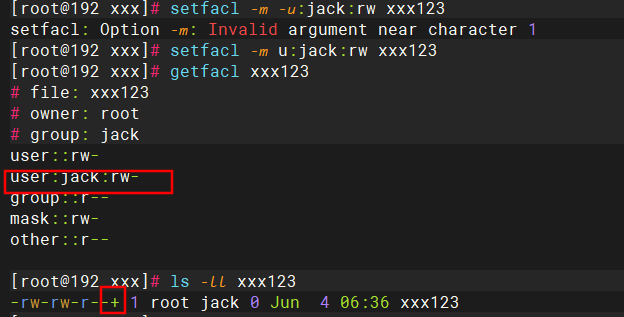 [root@192 xxx]# setfacl -m -u:jack:rw xxx123
setfacl: Option -m: Invalid argument near character 1
[root@192 xxx]# setfacl -m u:jack:rw xxx123
[root@192 xxx]# getfacl xxx123
# file: xxx123
# owner: root
# group: jack
user::rw-
user:jack:rw-
group::r--
mask::rw-
other::r--
[root@192 xxx]# ls -ll xxx123
-rw-rw-r--+ 1 root jack 0 Jun  4 06:36 xxx123